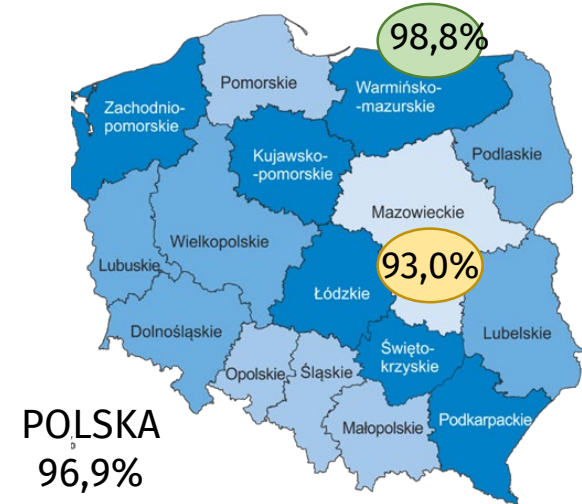 98,8%
Pomorskie
Warmińsko-
-mazurskie
Zachodnio-
pomorskie
Kujawsko-
-pomorskie
Podlaskie
Mazowieckie
Wielkopolskie
Lubuskie
93,0%
Łódzkie
Dolnośląskie
Lubelskie
Święto-
krzyskie
Opolskie
Śląskie
Małopolskie
Podkarpackie
POLSKA
96,9%